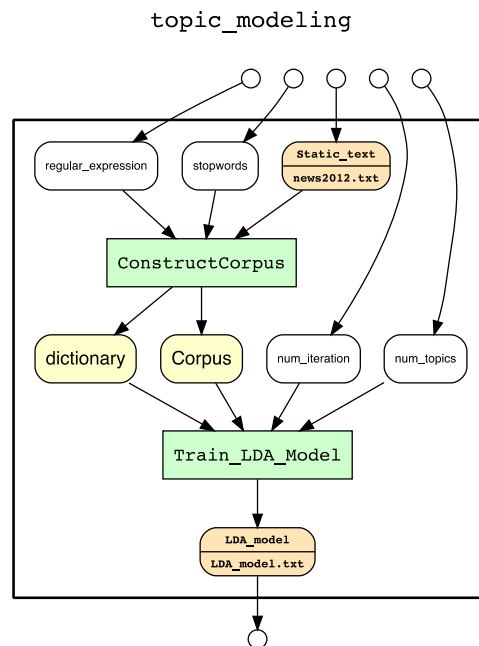 topic_modeling
regular_expression
stopwords
Static_text
news2012.txt
ConstructCorpus
dictionary
Corpus
num_iteration
num_topics
Train_LDA_Model
LDA_model
LDA_model.txt